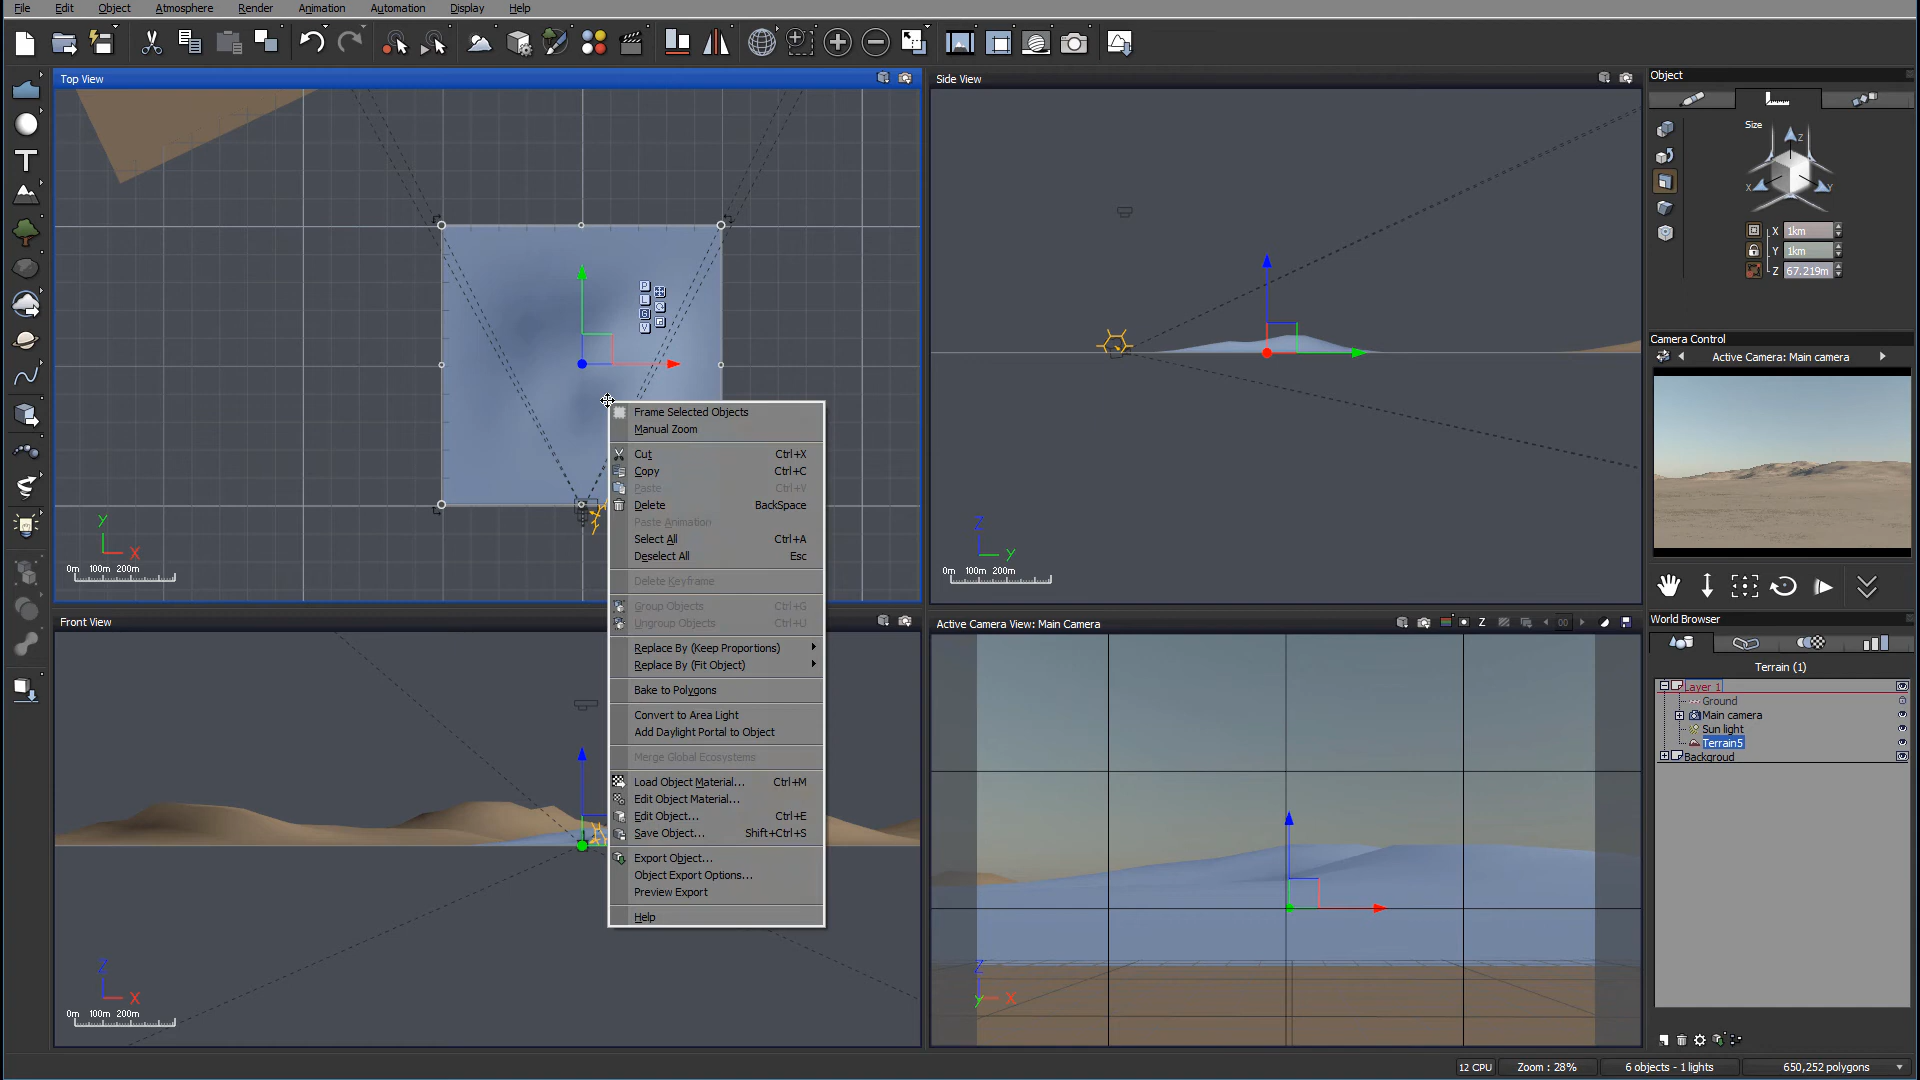 File Edit Object Atmosphere Render Animation Automation Display Help
Top View
Side View
Object
Size
Z
X
Y
X 1km
Y 1km
Z 67.219m
Camera Control
Active Camera: Main camera
P
L
G
V
Y
X
0m 100m 200m
Z
Y
0m 100m 200m
Frame Selected Objects
Manual Zoom
Cut Ctrl+X
Copy Ctrl+C
Paste Ctrl+V
Delete BackSpace
Paste Animation
Select All Ctrl+A
Deselect All Esc
Delete Keyframe
Group Objects Ctrl+G
Ungroup Objects Ctrl+U
Replace By (Keep Proportions)
Replace By (Fit Object)
Bake to Polygons
Convert to Area Light
Add Daylight Portal to Object
Merge Global Ecosystems
Load Object Material... Ctrl+M
Edit Object Material...
Edit Object... Ctrl+E
Save Object... Shift+Ctrl+S
Export Object...
Object Export Options...
Preview Export
Help
Front View
Z
X
0m 100m 200m
Active Camera View: Main Camera
Z
00
Z
Y
X
World Browser
Terrain (1)
Layer 1
Ground
Main camera
Sun light
Terrain5
Backgroud
12 CPU Zoom : 28% 6 objects - 1 lights 650,252 polygons